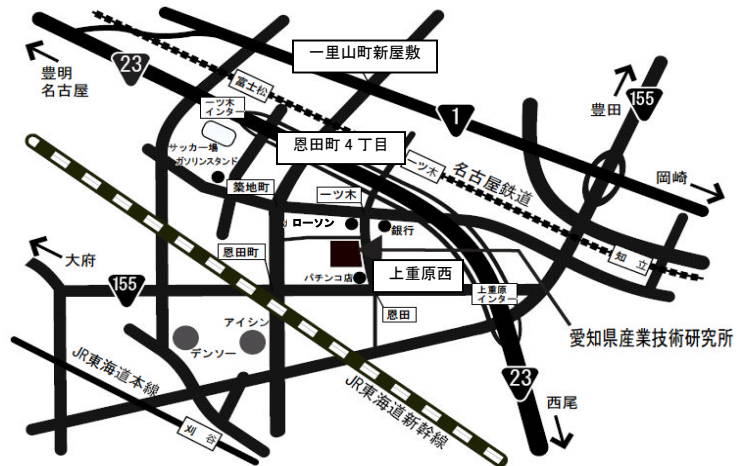 一里山町新屋敷
23
豊明
名古屋
富士松
155
豊田
一ツ木
インター
1
サッカー場
ガソリンスタンド
恩田町4丁目
一ツ木
名古屋鉄道
岡崎
築地町
一ツ木
ローソン
銀行
大府
恩田町
知立
パチンコ店
上重原西
155
恩田
上重原
インター
アイシン
デンソー
愛知県産業技術研究所
JR東海道本線
JR東海道新幹線
23
西尾
刈谷